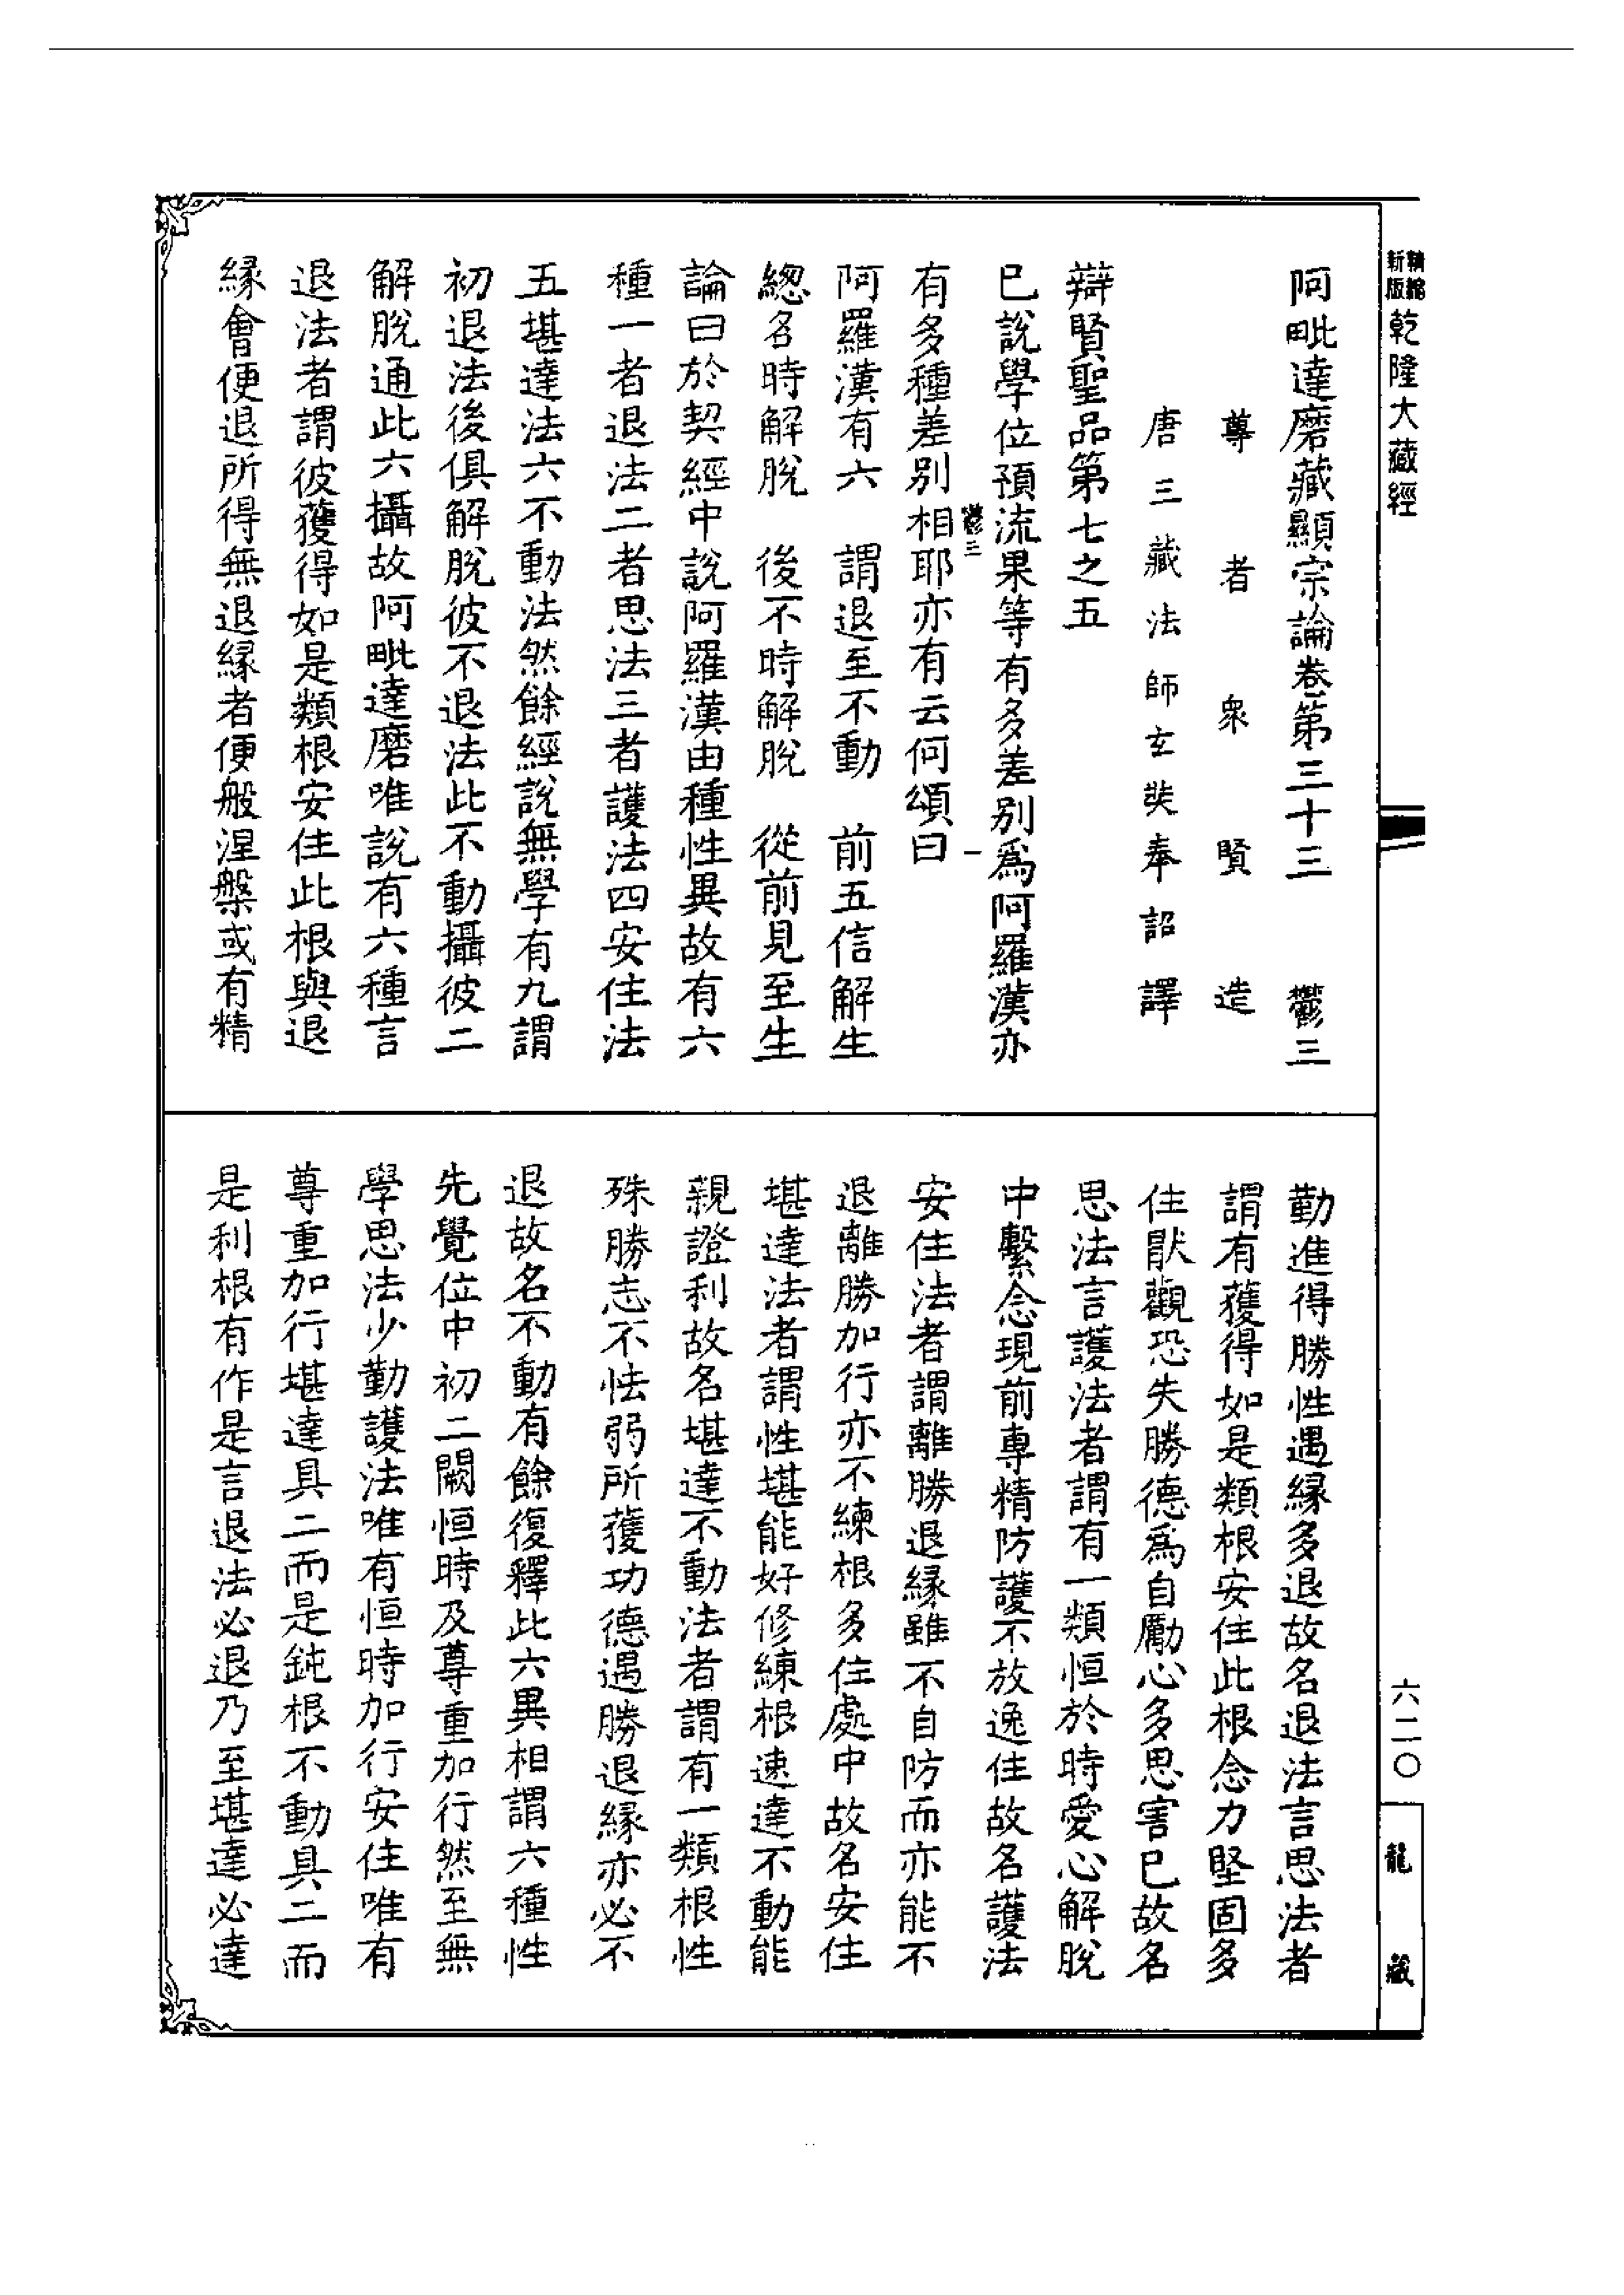 精縮
新版
乾隆大藏經
六二〇
龍藏
阿毗達磨藏顯宗論卷第三十三 鬱三
尊者衆賢造
唐三藏法師玄奘奉詔譯
辯賢聖品第七之五
已說學位預流果等有多差別爲阿羅漢亦
鬱三 一
有多種差別相耶亦有云何頌曰
阿羅漢有六 謂退至不動 前五信解生
總名時解脫 後不時解脫 從前見至生
論曰於契經中說阿羅漢由種性異故有六
種一者退法二者思法三者護法四安住法
五堪達法六不動法然餘經說無學有九謂
初退法後俱解脫彼不退法此不動攝彼二
解脫通此六攝故阿毗達磨唯說有六種言
退法者謂彼獲得如是類根安住此根與退
緣會便退所得無退緣者便般涅槃或有精
勤進得勝性遇緣多退故名退法言思法者
謂有獲得如是類根安住此根念力堅固多
住猒觀恐失勝德爲自勵心多思害已故名
思法言護法者謂有一類恒於時愛心解脫
中繫念現前專精防護不放逸住故名護法
安住法者謂離勝退緣雖不自防而亦能不
退離勝加行亦不練根多住處中故名安住
堪達法者謂性堪能好修練根速達不動能
親證利故名堪達不動法者謂有一類根性
殊勝志不怯弱所獲功德遇勝退緣亦必不
退故名不動有餘復釋此六異相謂六種性
先覺位中初二闕恒時及尊重加行然至無
學思法少勤護法唯有恒時加行安住唯有
尊重加行堪達具二而是鈍根不動具二而
是利根有作是言退法必退乃至堪達必達